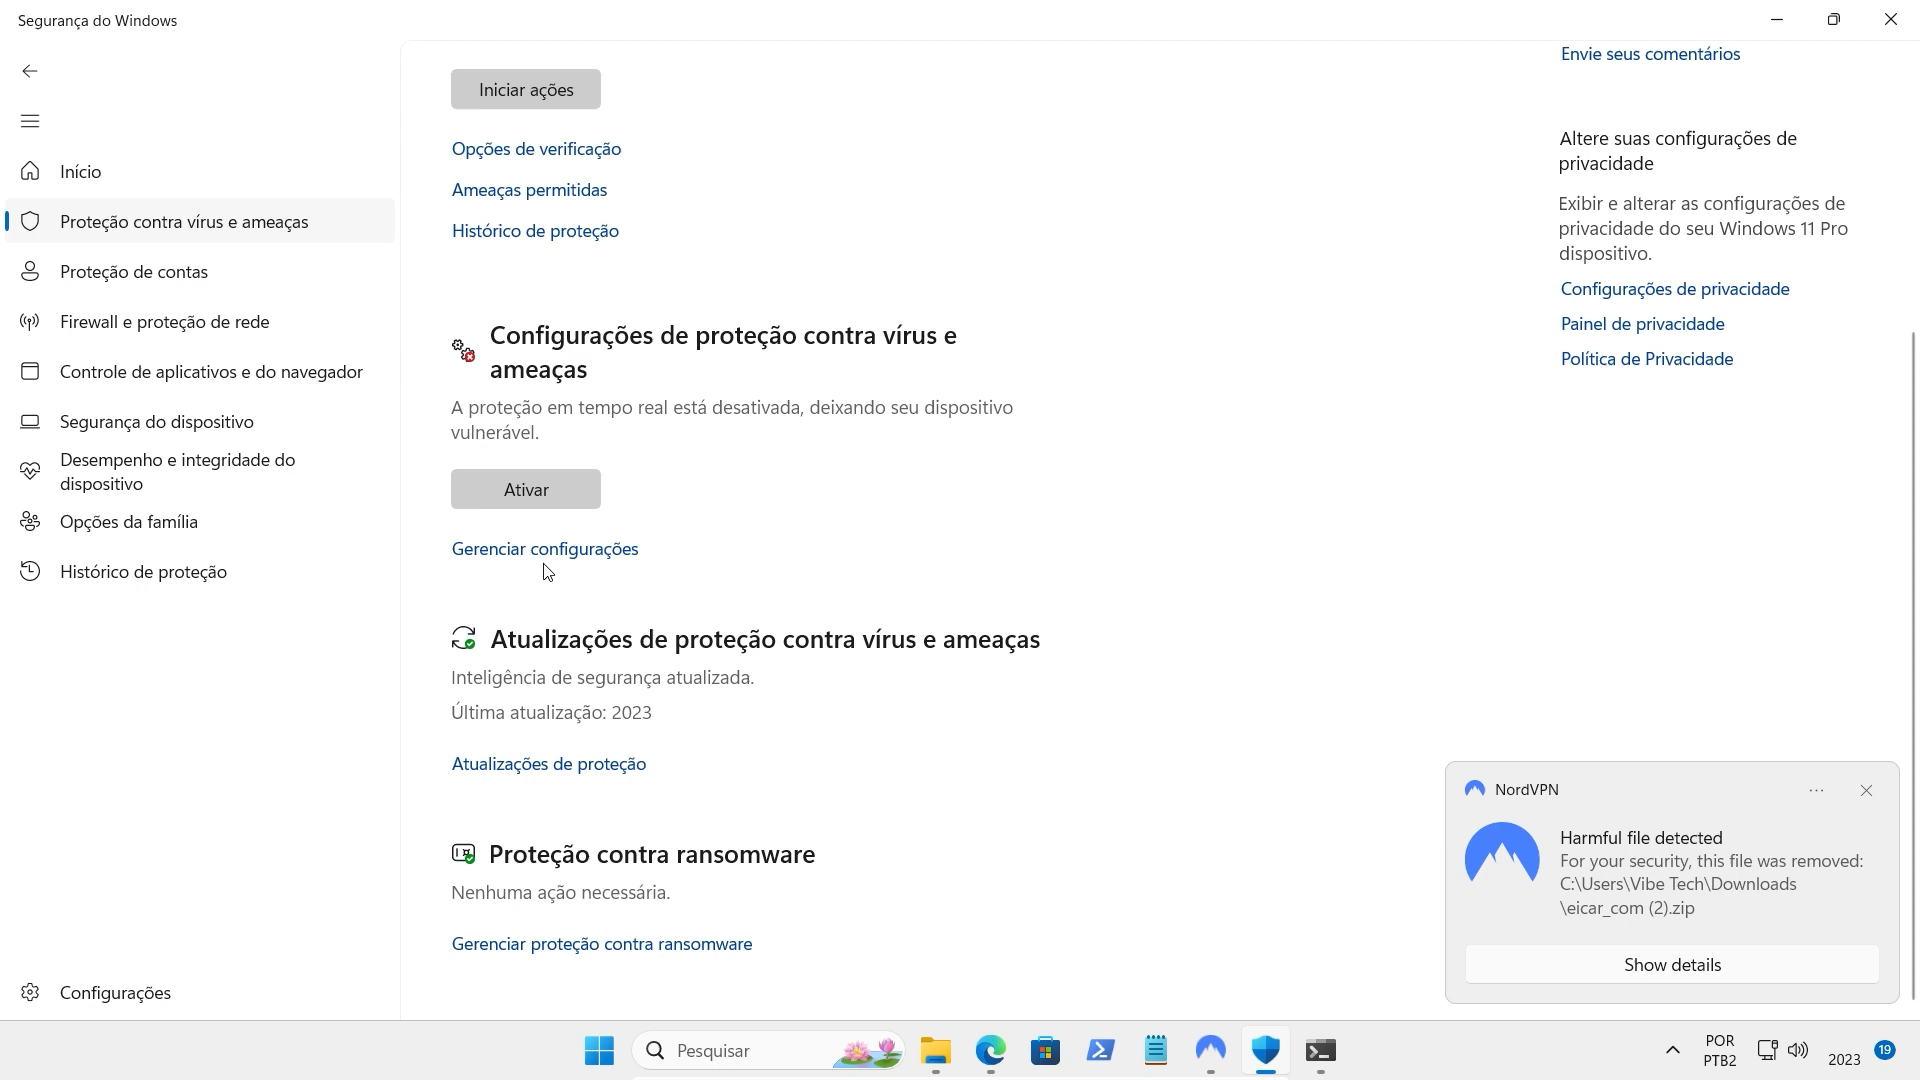 Segurança do Windows
Início
Proteção contra vírus e ameaças
Proteção de contas
Firewall e proteção de rede
Controle de aplicativos e do navegador
Segurança do dispositivo
Desempenho e integridade do
dispositivo
Opções da família
Histórico de proteção
Configurações
Iniciar ações
Opções de verificação
Ameaças permitidas
Histórico de proteção
Configurações de proteção contra vírus e
ameaças
A proteção em tempo real está desativada, deixando seu dispositivo
vulnerável.
Ativar
Gerenciar configurações
Atualizações de proteção contra vírus e ameaças
Inteligência de segurança atualizada.
Última atualização: 2023
Atualizações de proteção
Proteção contra ransomware
Nenhuma ação necessária.
Gerenciar proteção contra ransomware
Envie seus comentários
Altere suas configurações de
privacidade
Exibir e alterar as configurações de
privacidade do seu Windows 11 Pro
dispositivo.
Configurações de privacidade
Painel de privacidade
Política de Privacidade
NordVPN
Harmful file detected
For your security, this file was removed:
C:\Users\Vibe Tech\Downloads
\eicar_com (2).zip
Show details
Pesquisar
POR
PTB2
2023
19